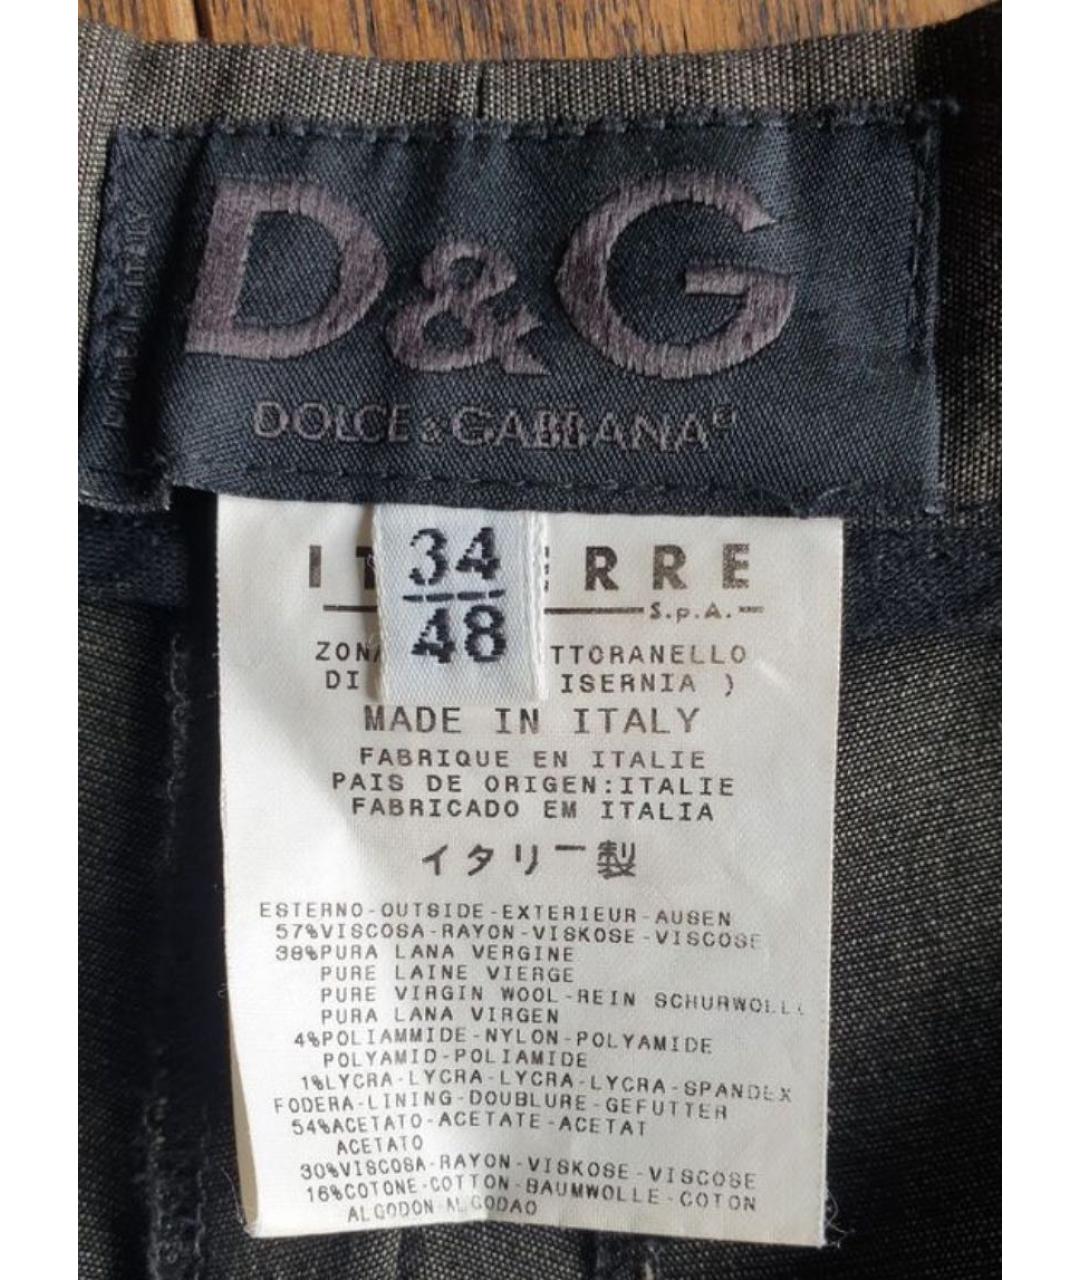 D&G
DOLCE & GABBANA
MADE IN ITALY
34
48
S.p.A.
TTORANELLO
DI ISERNIA )
MADE IN ITALY
FABRIQUE EN ITALIE
PAIS DE ORIGEN:ITALIE
FABRICADO EM ITALIA
イタリー製
ESTERNO-OUTSIDE-EXTERIEUR-AUSEN
57%VISCOSA-RAYON-VISKOSE-VISCOSE
38%PURA LANA VERGINE
PURE LAINE VIERGE
PURE VIRGIN WOOL-REIN SCHURWOLLE
PURA LANA VIRGEN
4%POLIAMMIDE-NYLON-POLYAMIDE
POLYAMID-POLIAMIDE
1%LYCRA-LYCRA-LYCRA-LYCRA-SPANDEX
FODERA-LINING-DOUBLURE-GEFUTTER
54%ACETATO-ACETATE-ACETAT
ACETATO
30%VISCOSA-RAYON-VISKOSE-VISCOSE
16%COTONE-COTTON-BAUMWOLLE-COTON
ALGODON-ALGODAO